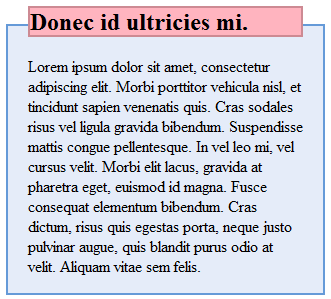 Donec id ultricies mi.
Lorem ipsum dolor sit amet, consectetur
adipiscing elit. Morbi porttitor vehicula nisl, et
tincidunt sapien venenatis quis. Cras sodales
risus vel ligula gravida bibendum. Suspendisse
mattis congue pellentesque. In vel leo mi, vel
cursus velit. Morbi elit lacus, gravida at
pharetra eget, euismod id magna. Fusce
consequat elementum bibendum. Cras
dictum, risus quis egestas porta, neque justo
pulvinar augue, quis blandit purus odio at
velit. Aliquam vitae sem felis.